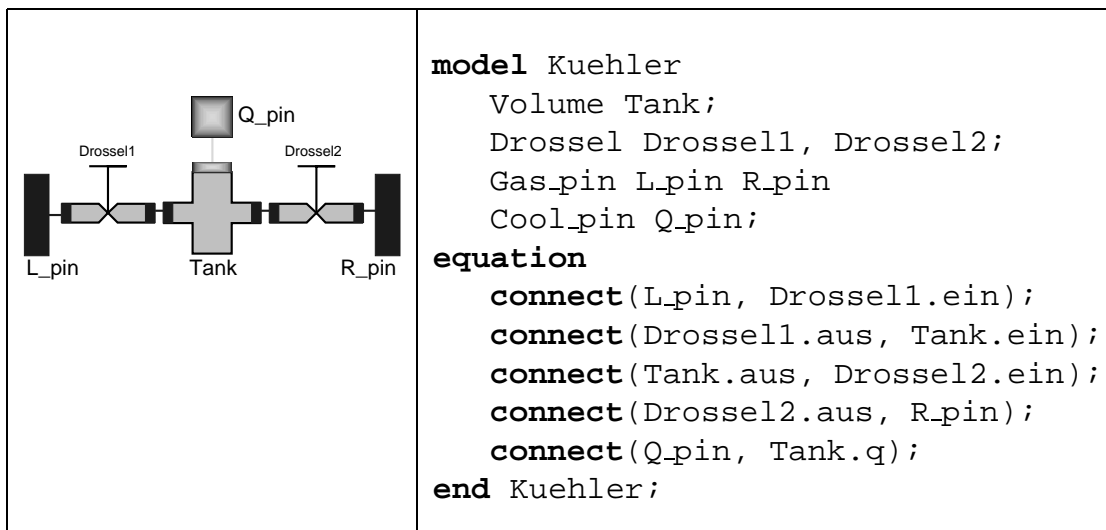 Q_pin
Drossel1
Drossel2
L_pin
Tank
R_pin
model Kuehler
Volume Tank;
Drossel Drossel1, Drossel2;
Gas_pin L_pin R_pin
Cool_pin Q_pin;
equation
connect(L_pin, Drossel1.ein);
connect(Drossel1.aus, Tank.ein);
connect(Tank.aus, Drossel2.ein);
connect(Drossel2.aus, R_pin);
connect(Q_pin, Tank.q);
end Kuehler;